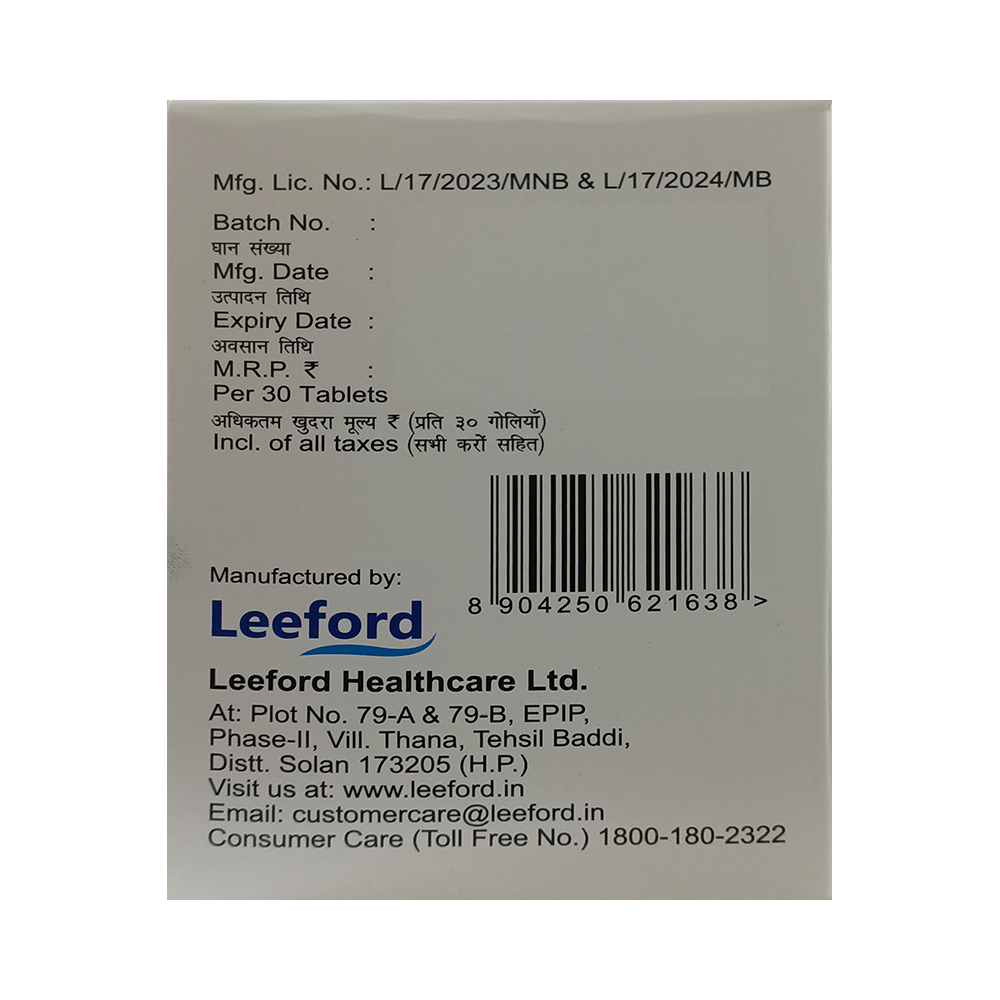 Mfg. Lic. No.: L/17/2023/MNB & L/17/2024/MB
Batch No. :
घान संख्या
Mfg. Date :
उत्पादन तिथि
Expiry Date :
अवसान तिथि
M.R.P. ₹ :
Per 30 Tablets
अधिकतम खुदरा मूल्य ₹ (प्रति ३० गोलियाँ)
Incl. of all taxes (सभी करों सहित)
8 904250 621638 >
Manufactured by:
Leeford
Leeford Healthcare Ltd.
At: Plot No. 79-A & 79-B, EPIP,
Phase-II, Vill. Thana, Tehsil Baddi,
Distt. Solan 173205 (H.P.)
Visit us at: www.leeford.in
Email: customercare@leeford.in
Consumer Care (Toll Free No.) 1800-180-2322